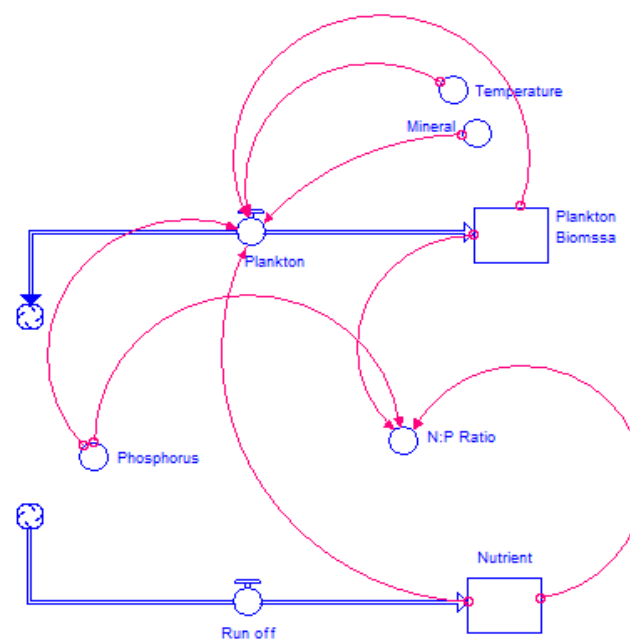 Temperature
Mineral
Plankton
Biomssa
Plankton
N:P Ratio
Phosphorus
Nutrient
Run off